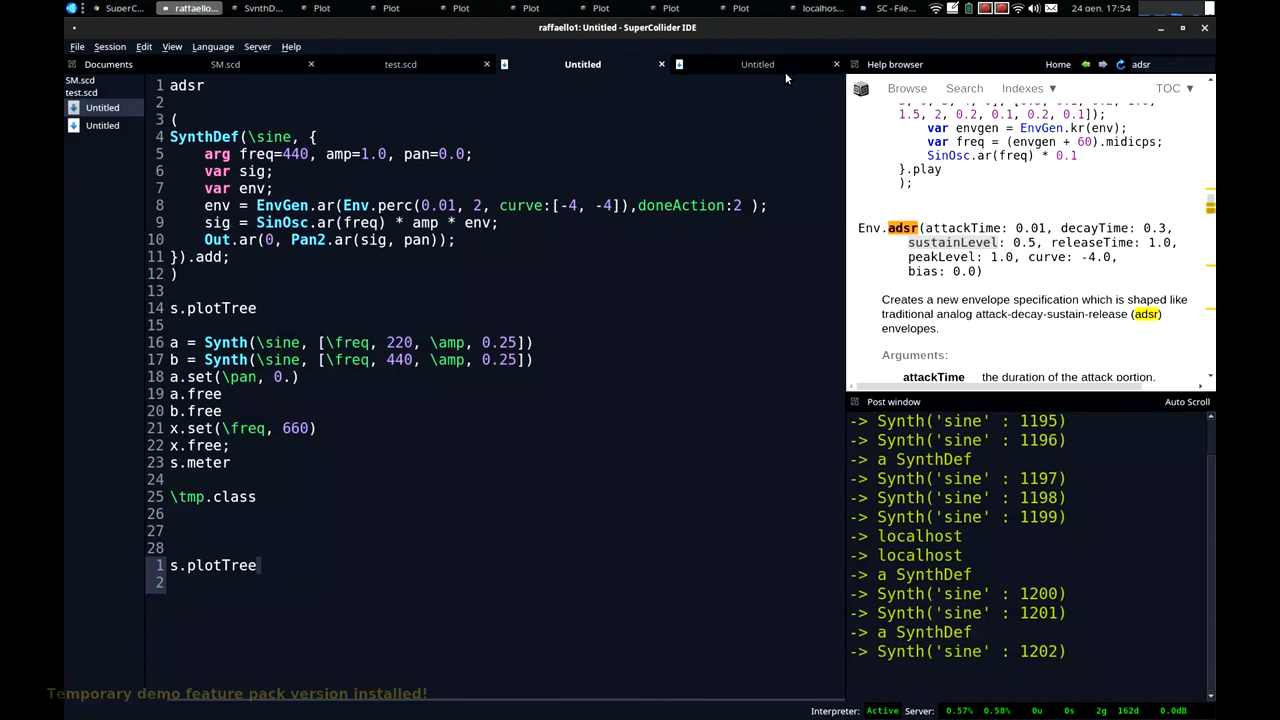 SuperC...
raffaello...
SynthD...
Plot
Plot
Plot
Plot
Plot
Plot
Plot
localhos...
SC - File...
24 gen. 17:54
raffaello1: Untitled - SuperCollider IDE
File Session Edit View Language Server Help
Documents
SM.scd
test.scd
Untitled
Untitled
Help browser
Home
adsr
SM.scd
test.scd
Untitled
Untitled
1 adsr
2
3 (
4 SynthDef(\sine, {
5 arg freq=440, amp=1.0, pan=0.0;
6 var sig;
7 var env;
8 env = EnvGen.ar(Env.perc(0.01, 2, curve:[-4, -4]),doneAction:2 );
9 sig = SinOsc.ar(freq) * amp * env;
10 Out.ar(0, Pan2.ar(sig, pan));
11 }).add;
12 )
13
14 s.plotTree
15
16 a = Synth(\sine, [\freq, 220, \amp, 0.25])
17 b = Synth(\sine, [\freq, 440, \amp, 0.25])
18 a.set(\pan, 0.)
19 a.free
20 b.free
21 x.set(\freq, 660)
22 x.free;
23 s.meter
24
25 \tmp.class
26
27
28
1 s.plotTree
2
Browse Search Indexes ▼ TOC ▼
1.5, 2, 0.2, 0.1, 0.2, 0.1]);
var envgen = EnvGen.kr(env);
var freq = (envgen + 60).midicps;
SinOsc.ar(freq) * 0.1
}.play
);
Env.adsr(attackTime: 0.01, decayTime: 0.3,
sustainLevel: 0.5, releaseTime: 1.0,
peakLevel: 1.0, curve: -4.0,
bias: 0.0)
Creates a new envelope specification which is shaped like
traditional analog attack-decay-sustain-release (adsr)
envelopes.
Arguments:
attackTime the duration of the attack portion.
Post window
Auto Scroll
-> Synth('sine' : 1195)
-> Synth('sine' : 1196)
-> a SynthDef
-> Synth('sine' : 1197)
-> Synth('sine' : 1198)
-> Synth('sine' : 1199)
-> localhost
-> localhost
-> a SynthDef
-> Synth('sine' : 1200)
-> Synth('sine' : 1201)
-> a SynthDef
-> Synth('sine' : 1202)
Temporary demo feature pack version installed!
Interpreter: Active Server: 0.57% 0.58% 0u 0s 2g 162d 0.0dB